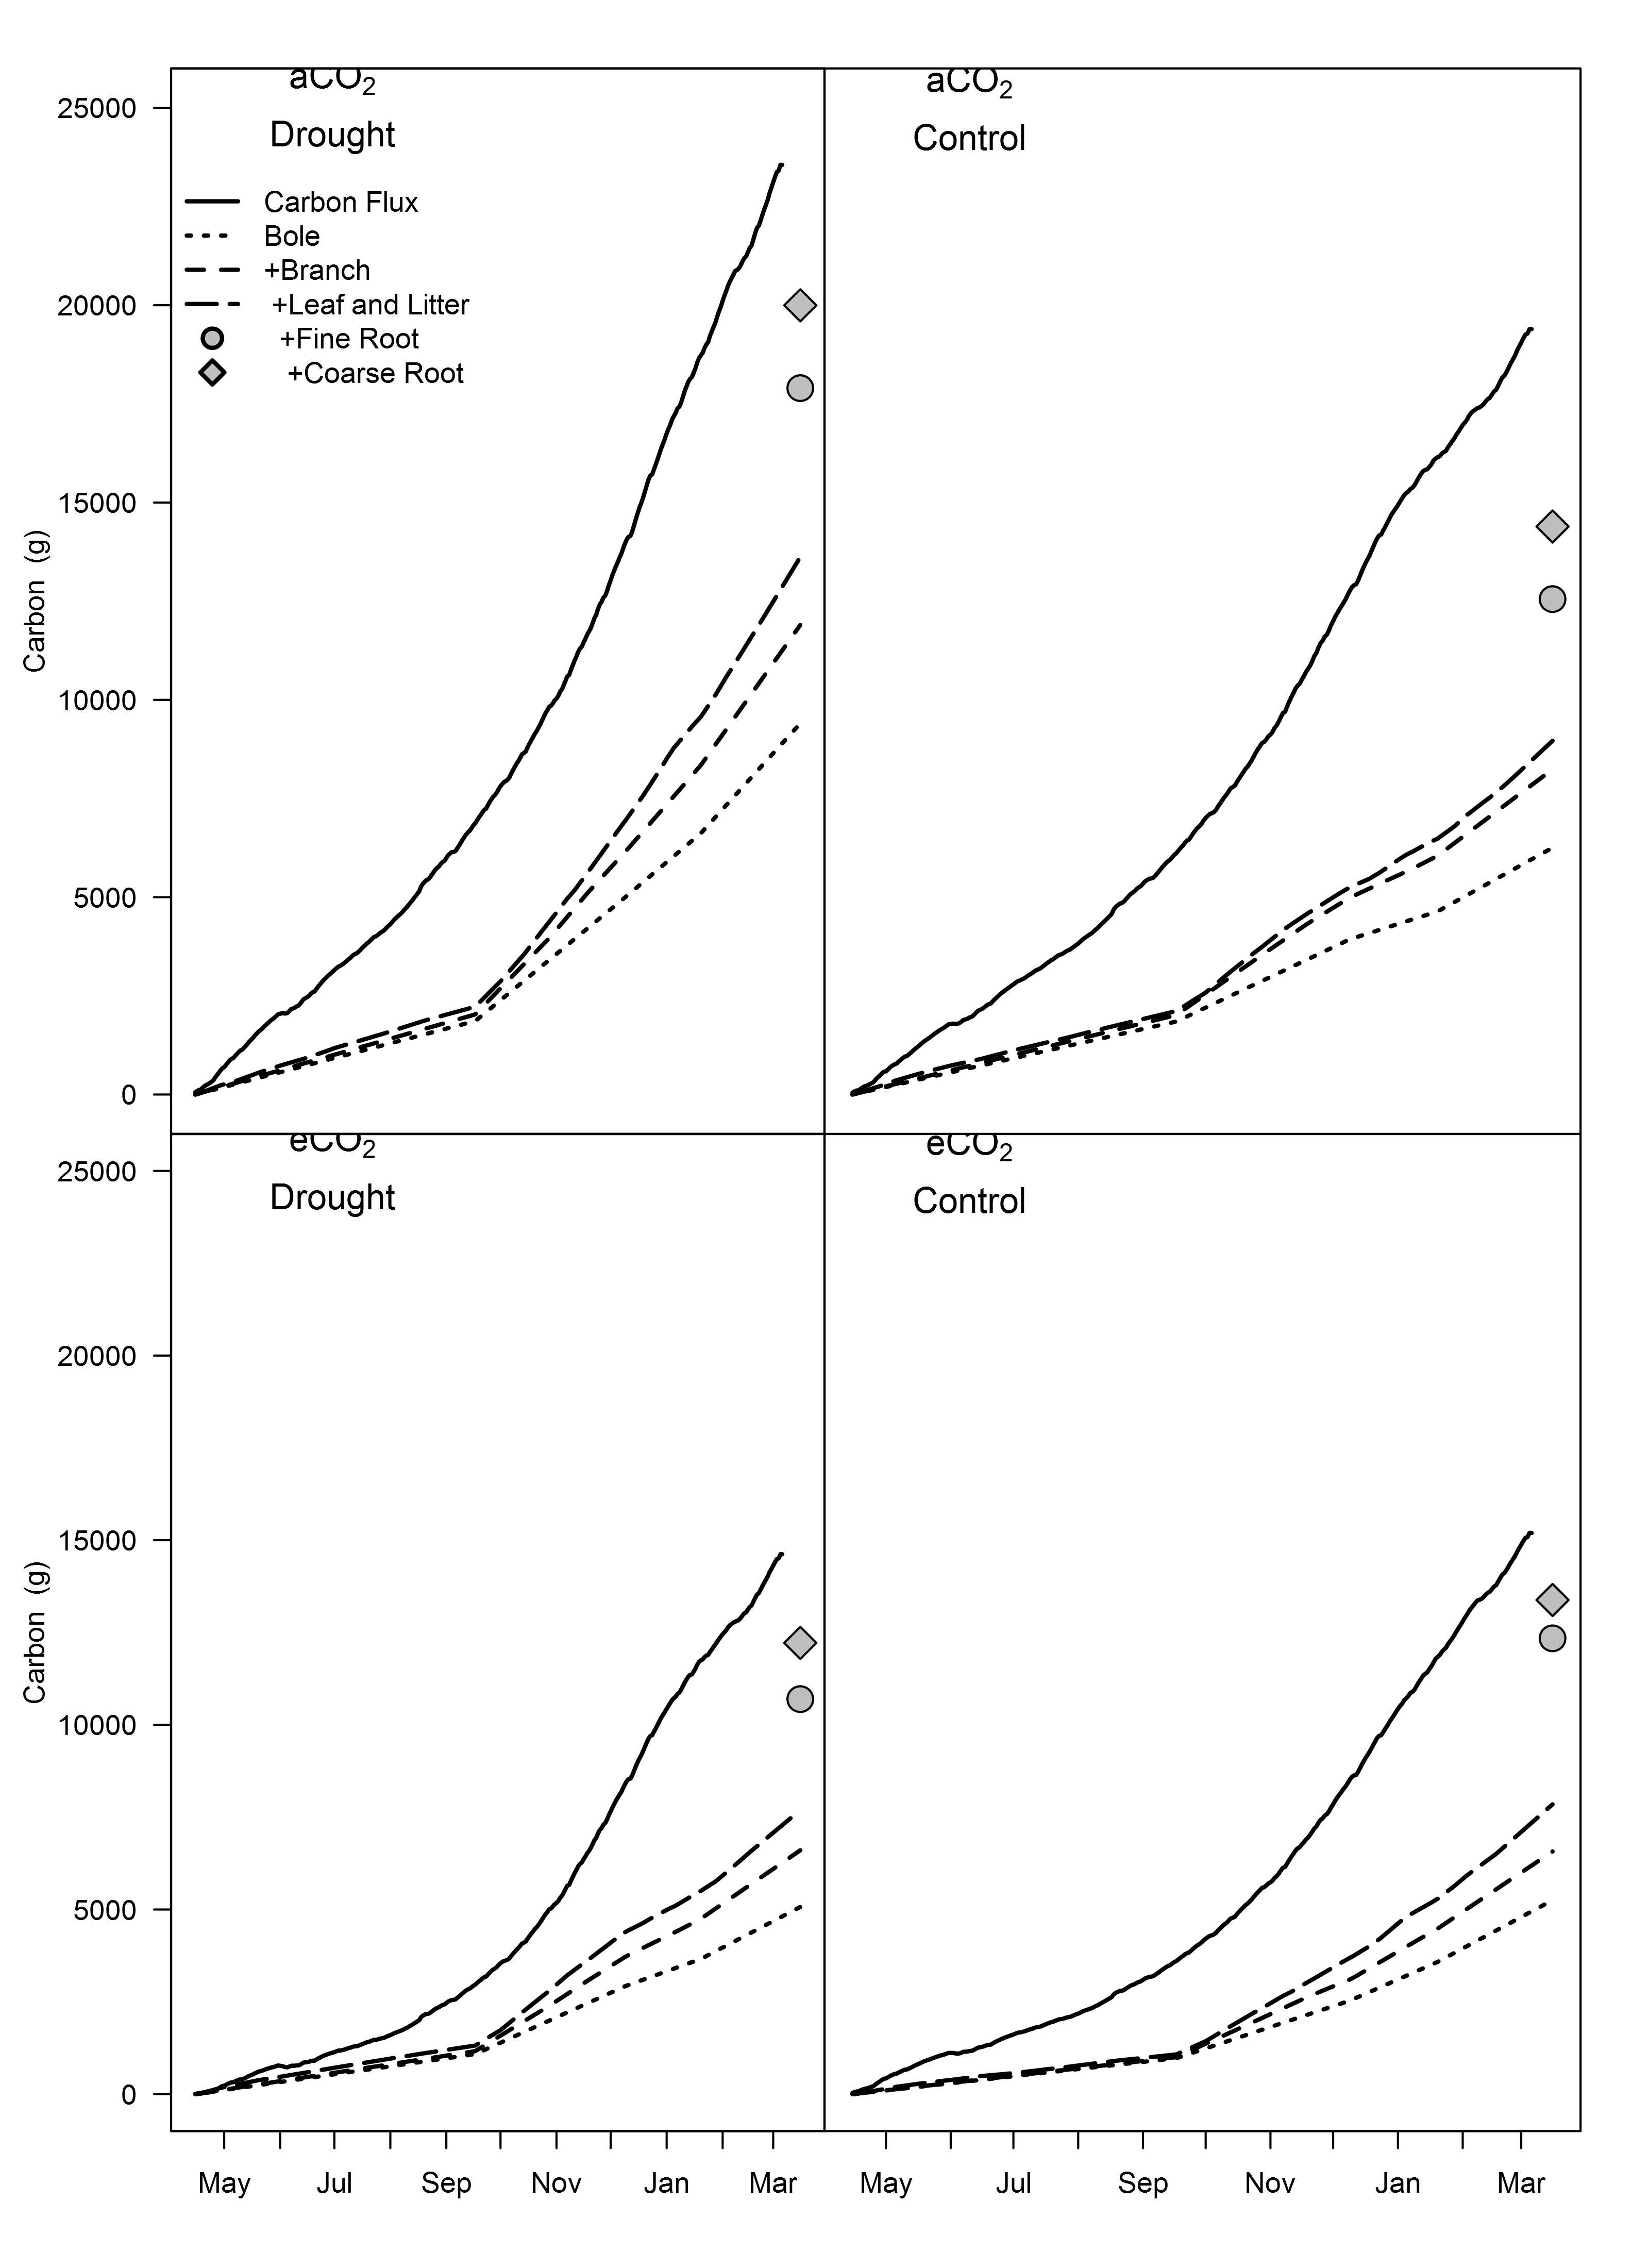 aCO₂
Drought
aCO₂
Control
25000
20000
15000
10000
5000
0
Carbon (g)
Carbon Flux
Bole
+Branch
+Leaf and Litter
+Fine Root
+Coarse Root
eCO₂
Drought
eCO₂
Control
25000
20000
15000
10000
5000
0
Carbon (g)
May Jul Sep Nov Jan Mar
May Jul Sep Nov Jan Mar